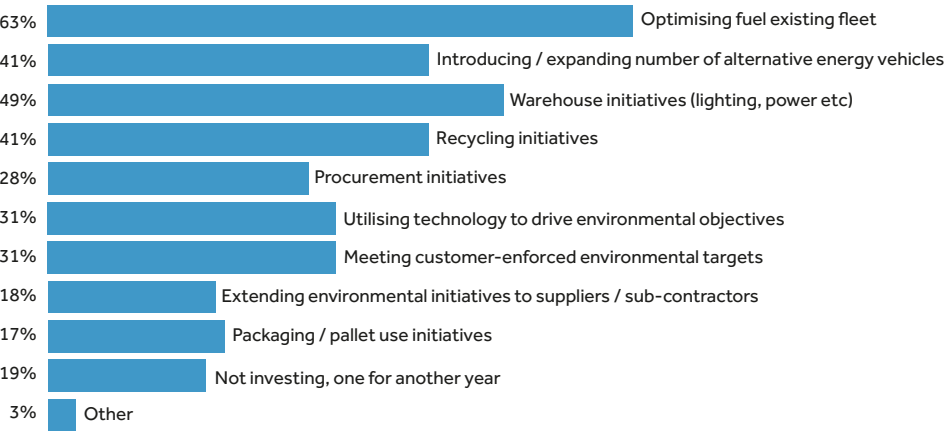 63% Optimising fuel existing fleet
41% Introducing / expanding number of alternative energy vehicles
49% Warehouse initiatives (lighting, power etc)
41% Recycling initiatives
28% Procurement initiatives
31% Utilising technology to drive environmental objectives
31% Meeting customer-enforced environmental targets
18% Extending environmental initiatives to suppliers / sub-contractors
17% Packaging / pallet use initiatives
19% Not investing, one for another year
3% Other